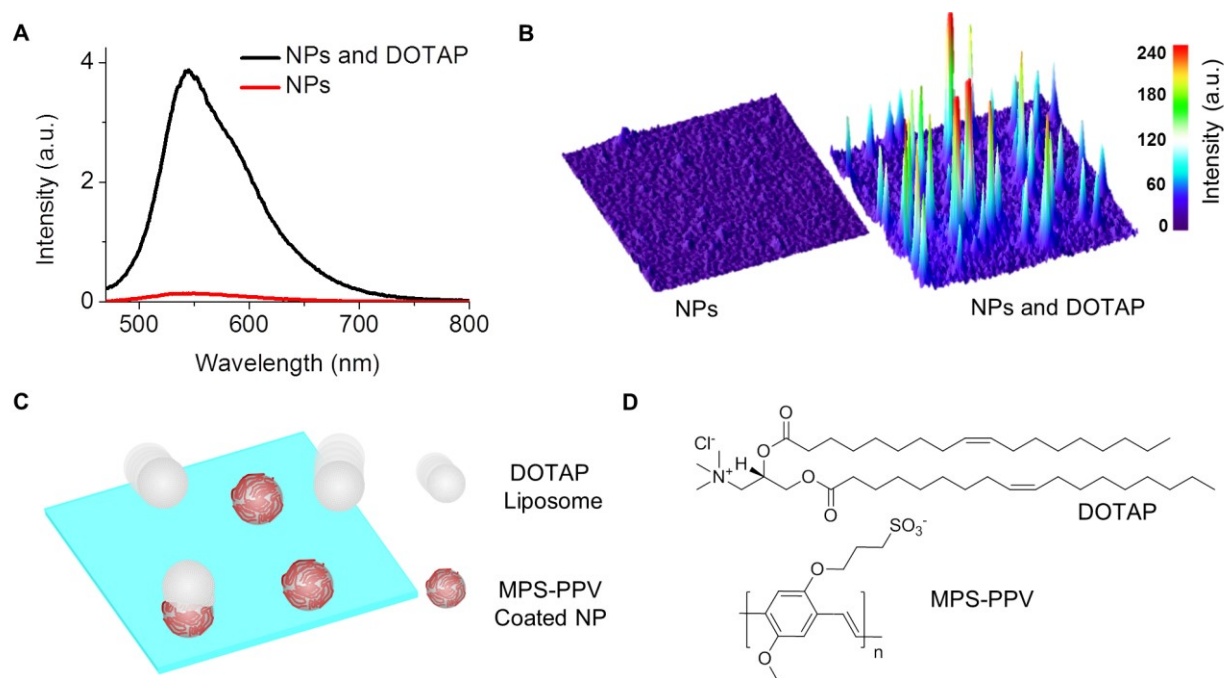 A
NPs and DOTAP
NPs
4
2
0
500
600
700
800
Intensity (a.u.)
Wavelength (nm)
B
240
180
120
60
0
Intensity (a.u.)
NPs
NPs and DOTAP
C
DOTAP
Liposome
MPS-PPV
Coated NP
D
O
Cl-
N+
H
O
O
O
DOTAP
SO3-
O
MPS-PPV
n
O